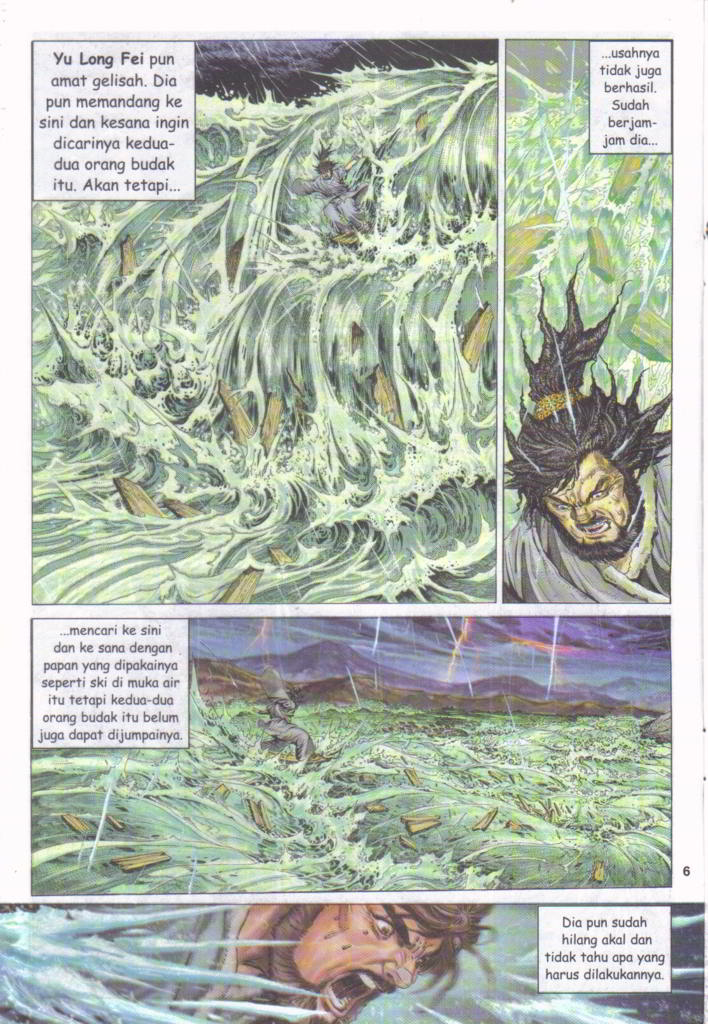 Yu Long Fei pun
amat gelisah. Dia
pun memandang ke
sini dan kesana ingin
dicarinya kedua-
dua orang budak
itu. Akan tetapi...
...usahnya
tidak juga
berhasil.
Sudah
berjam-
jam dia...
...mencari ke sini
dan ke sana dengan
papan yang dipakainya
seperti ski di muka air
itu tetapi kedua-dua
orang budak itu belum
juga dapat dijumpainya.
6
Dia pun sudah
hilang akal dan
tidak tahu apa yang
harus dilakukannya.